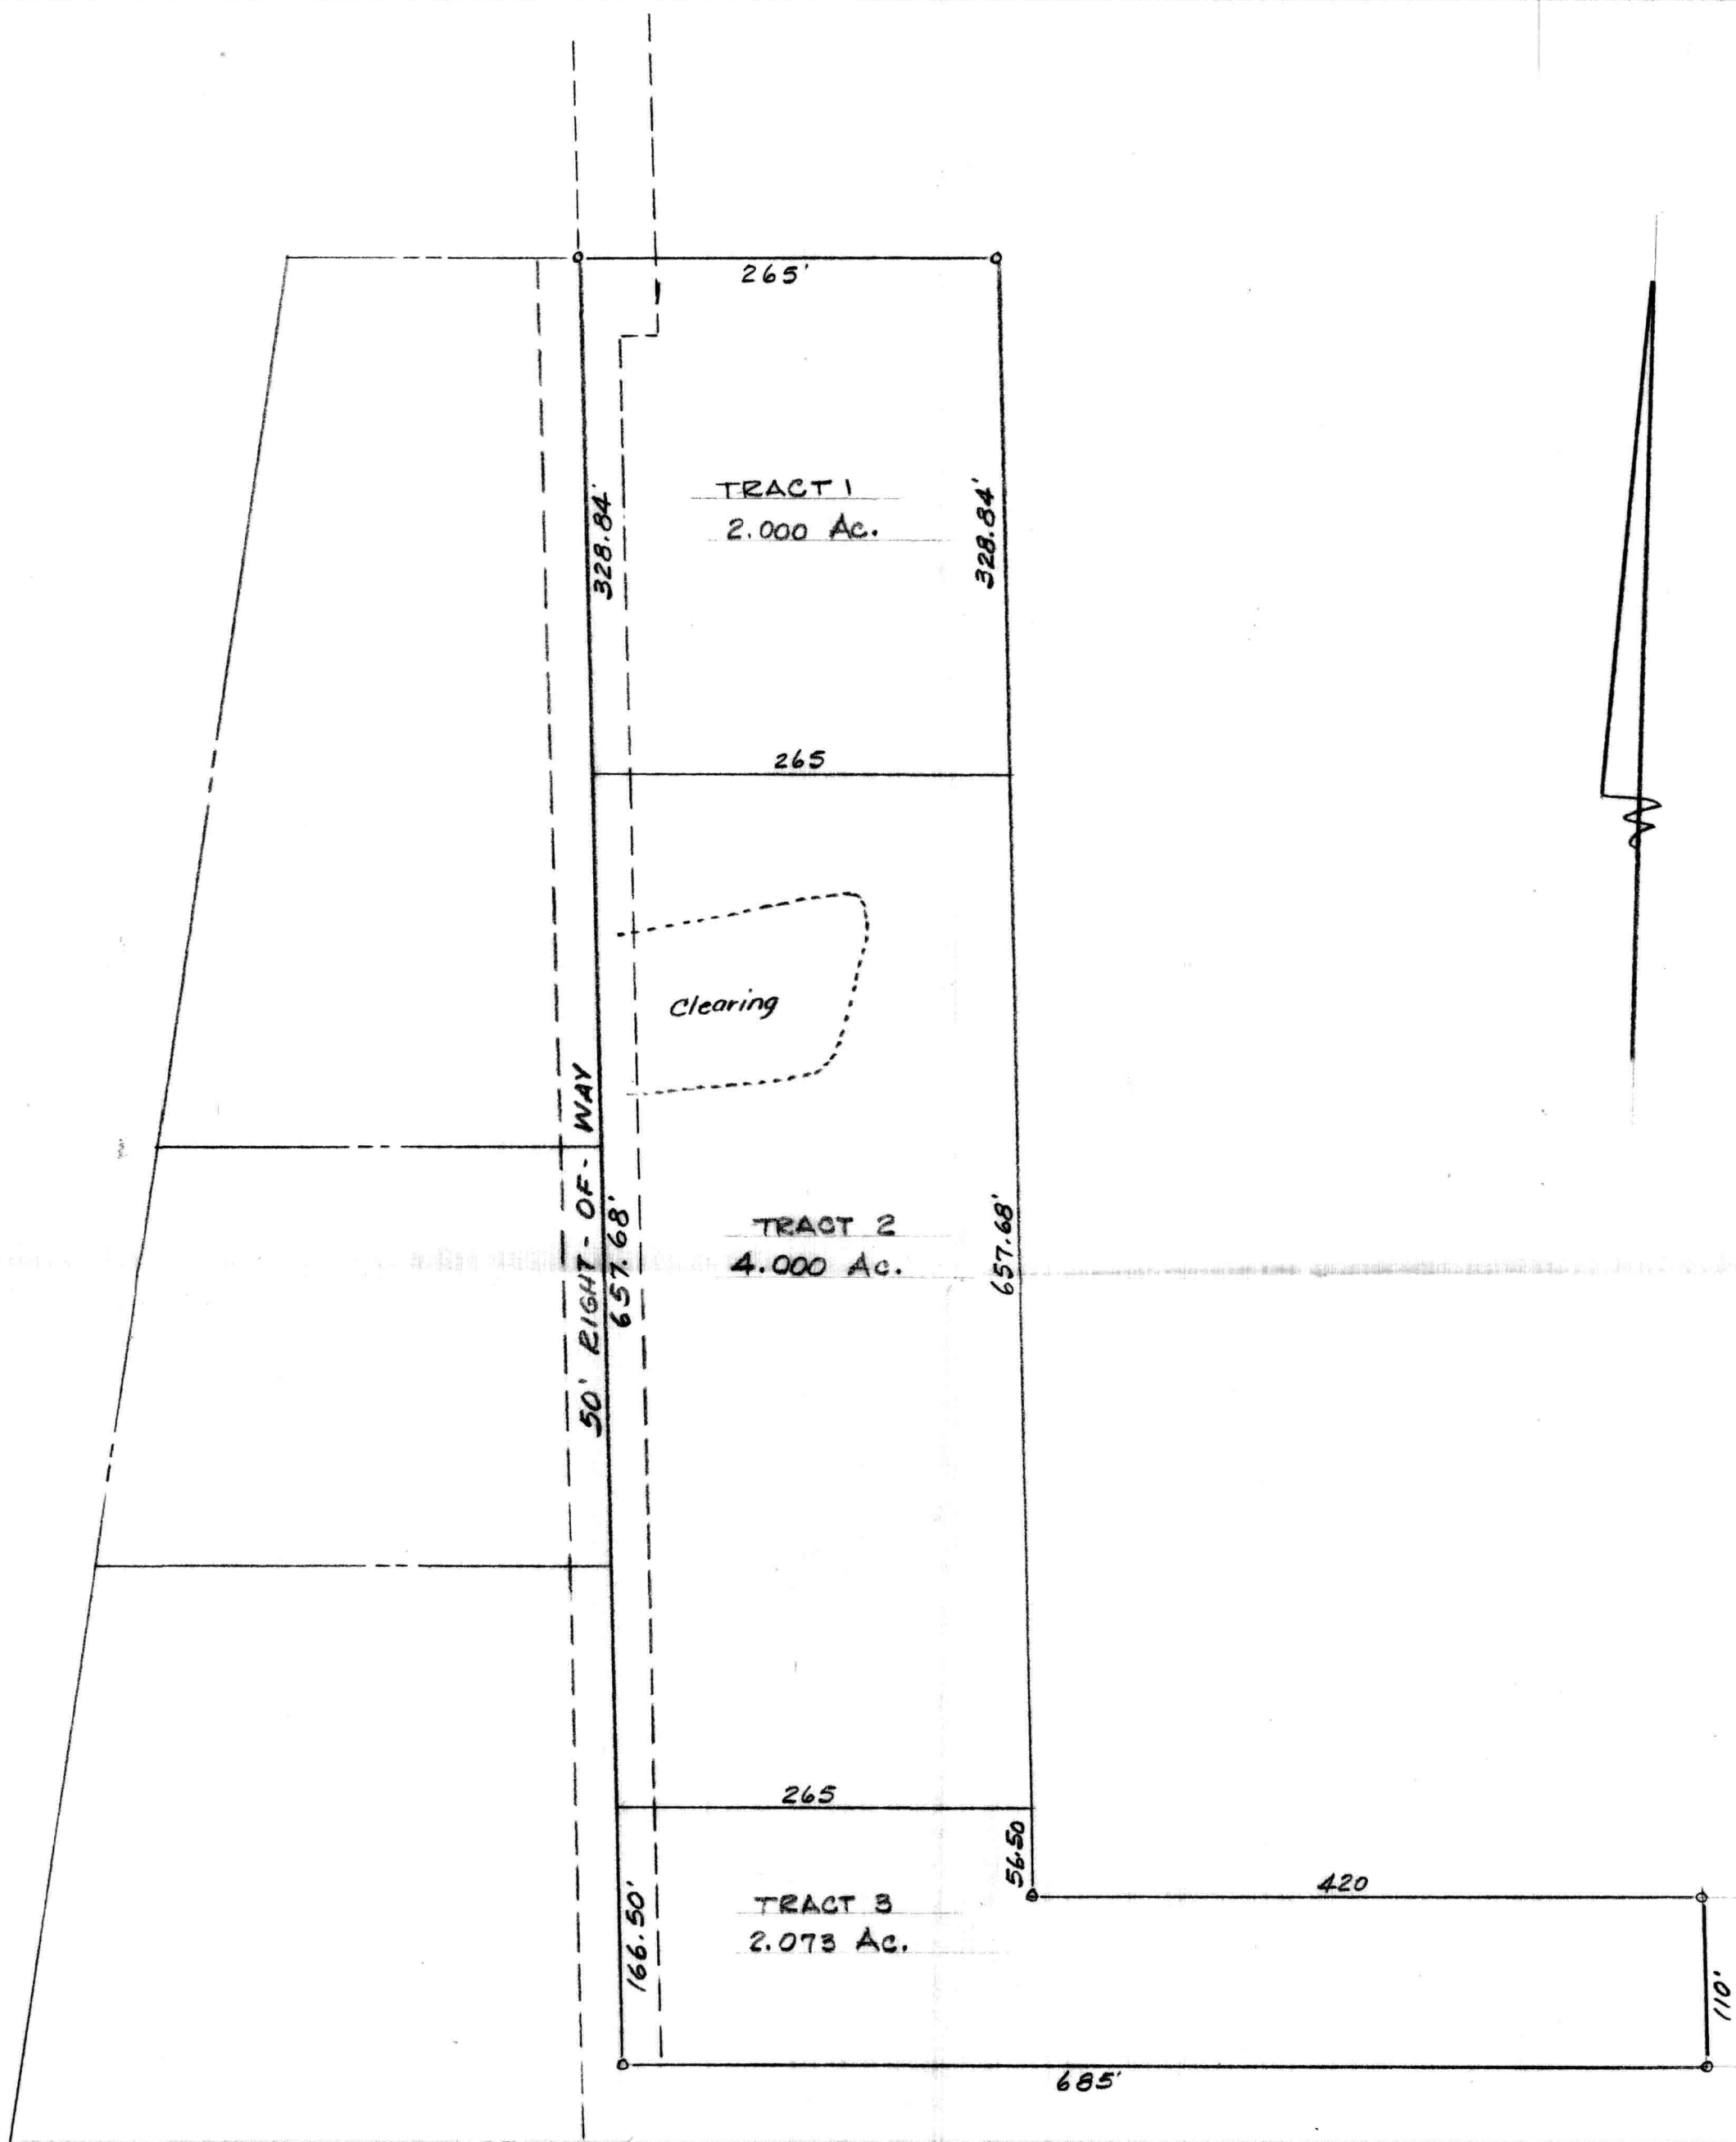 265'
TRACT 1
2.000 Ac.
328.84'
328.84'
265
Clearing
50' RIGHT-OF-WAY
657.68'
TRACT 2
4.000 Ac.
657.68'
265
56.50
166.50'
TRACT 3
2.073 Ac.
420
110'
685'